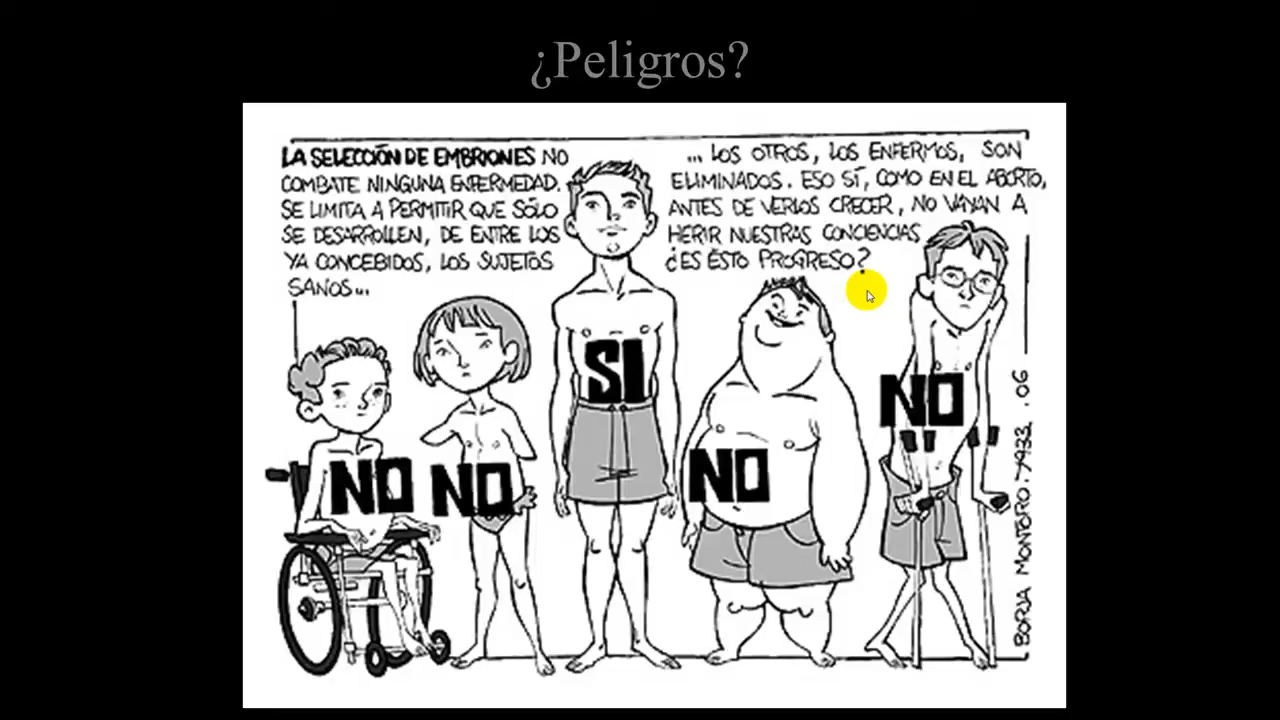 ¿Peligros?
LA SELECCIÓN DE EMBRIONES NO
COMBATE NINGUNA ENFERMEDAD.
SE LIMITA A PERMITIR QUE SÓLO
SE DESARROLLEN, DE ENTRE LOS
YA CONCEBIDOS, LOS SUJETOS
SANOS...
... LOS OTROS, LOS ENFERMOS, SON
ELIMINADOS. ESO SÍ, COMO EN EL ABORTO,
ANTES DE VERLOS CRECER, NO VAYAN A
HERIR NUESTRAS CONCIENCIAS
¿ES ÉSTO PROGRESO?
NO
NO
SI
NO
NO
BORJA MONTORO. 7933 . 06